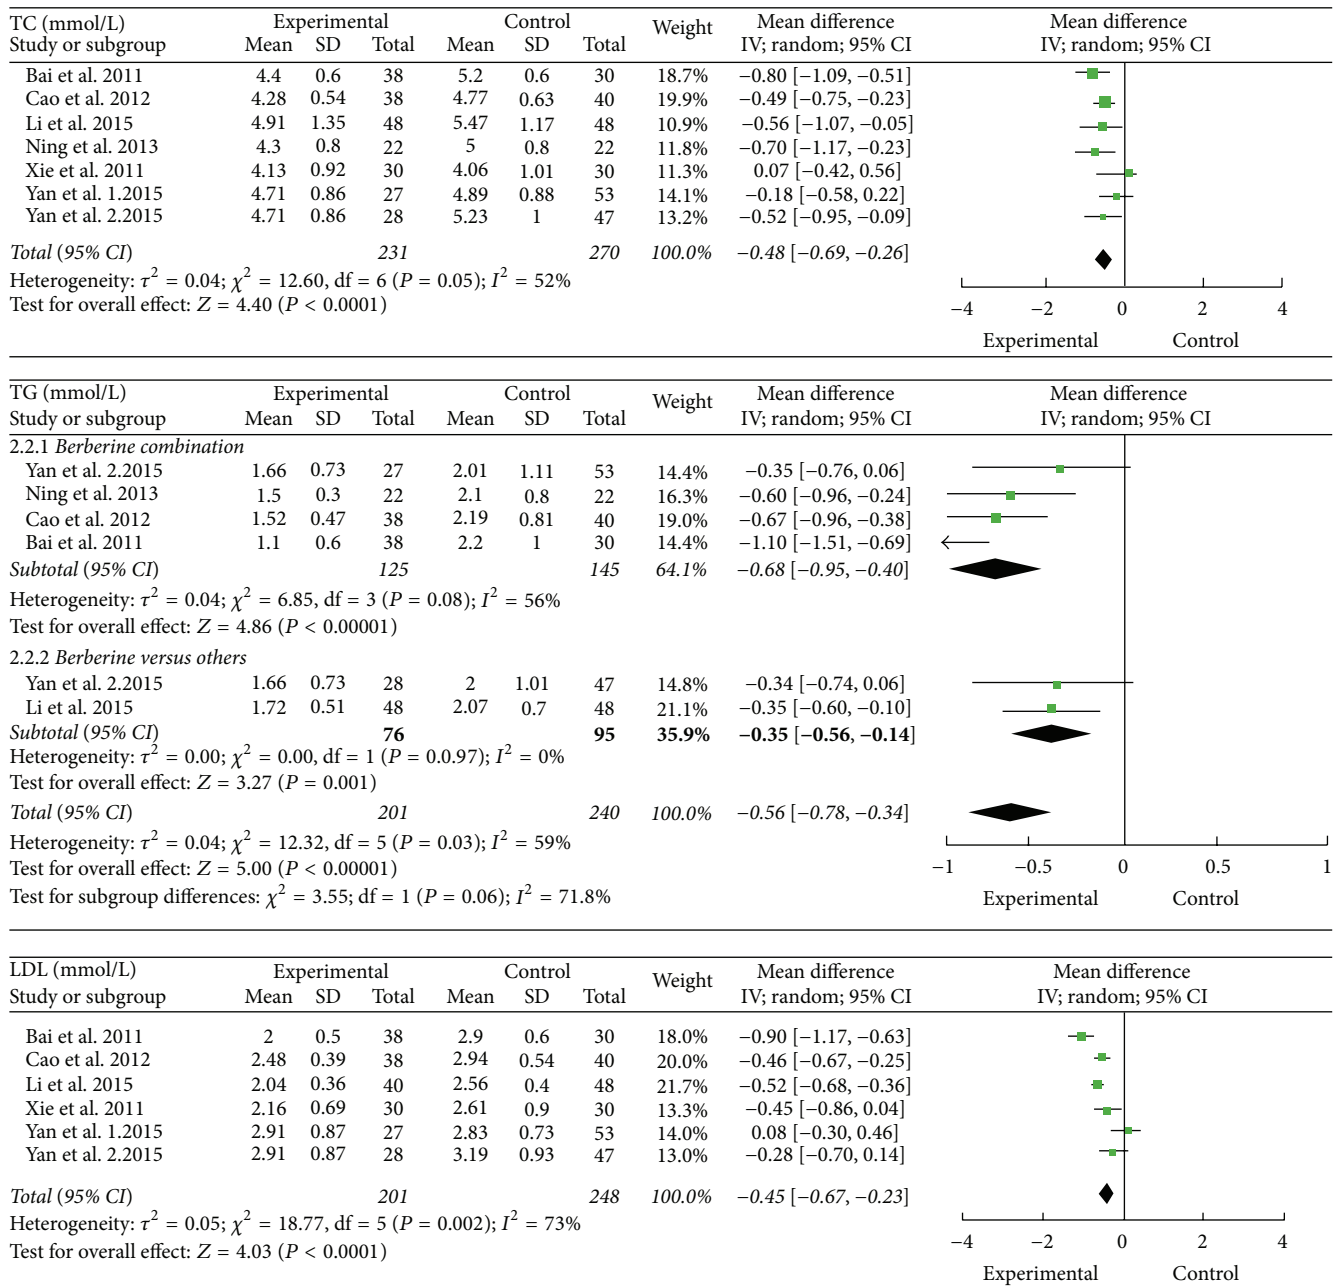 TC (mmol/L) Experimental Control Weight Mean difference Mean difference
Study or subgroup Mean SD Total Mean SD Total IV; random; 95% CI IV; random; 95% CI
Bai et al. 2011 4.4 0.6 38 5.2 0.6 30 18.7% −0.80 [−1.09, −0.51]
Cao et al. 2012 4.28 0.54 38 4.77 0.63 40 19.9% −0.49 [−0.75, −0.23]
Li et al. 2015 4.91 1.35 48 5.47 1.17 48 10.9% −0.56 [−1.07, −0.05]
Ning et al. 2013 4.3 0.8 22 5 0.8 22 11.8% −0.70 [−1.17, −0.23]
Xie et al. 2011 4.13 0.92 30 4.06 1.01 30 11.3% 0.07 [−0.42, 0.56]
Yan et al. 1.2015 4.71 0.86 27 4.89 0.88 53 14.1% −0.18 [−0.58, 0.22]
Yan et al. 2.2015 4.71 0.86 28 5.23 1 47 13.2% −0.52 [−0.95, −0.09]
Total (95% CI) 231 270 100.0% −0.48 [−0.69, −0.26]
Heterogeneity: τ² = 0.04; χ² = 12.60, df = 6 (P = 0.05); I² = 52%
Test for overall effect: Z = 4.40 (P < 0.0001)
−4 −2 0 2 4
Experimental Control
TG (mmol/L) Experimental Control Weight Mean difference Mean difference
Study or subgroup Mean SD Total Mean SD Total IV; random; 95% CI IV; random; 95% CI
2.2.1 Berberine combination
Yan et al. 2.2015 1.66 0.73 27 2.01 1.11 53 14.4% −0.35 [−0.76, 0.06]
Ning et al. 2013 1.5 0.3 22 2.1 0.8 22 16.3% −0.60 [−0.96, −0.24]
Cao et al. 2012 1.52 0.47 38 2.19 0.81 40 19.0% −0.67 [−0.96, −0.38]
Bai et al. 2011 1.1 0.6 38 2.2 1 30 14.4% −1.10 [−1.51, −0.69]
Subtotal (95% CI) 125 145 64.1% −0.68 [−0.95, −0.40]
Heterogeneity: τ² = 0.04; χ² = 6.85, df = 3 (P = 0.08); I² = 56%
Test for overall effect: Z = 4.86 (P < 0.00001)
2.2.2 Berberine versus others
Yan et al. 2.2015 1.66 0.73 28 2 1.01 47 14.8% −0.34 [−0.74, 0.06]
Li et al. 2015 1.72 0.51 48 2.07 0.7 48 21.1% −0.35 [−0.60, −0.10]
Subtotal (95% CI) 76 95 35.9% −0.35 [−0.56, −0.14]
Heterogeneity: τ² = 0.00; χ² = 0.00, df = 1 (P = 0.0.97); I² = 0%
Test for overall effect: Z = 3.27 (P = 0.001)
Total (95% CI) 201 240 100.0% −0.56 [−0.78, −0.34]
Heterogeneity: τ² = 0.04; χ² = 12.32, df = 5 (P = 0.03); I² = 59%
Test for overall effect: Z = 5.00 (P < 0.00001)
Test for subgroup differences: χ² = 3.55; df = 1 (P = 0.06); I² = 71.8%
−1 −0.5 0 0.5 1
Experimental Control
LDL (mmol/L) Experimental Control Weight Mean difference Mean difference
Study or subgroup Mean SD Total Mean SD Total IV; random; 95% CI IV; random; 95% CI
Bai et al. 2011 2 0.5 38 2.9 0.6 30 18.0% −0.90 [−1.17, −0.63]
Cao et al. 2012 2.48 0.39 38 2.94 0.54 40 20.0% −0.46 [−0.67, −0.25]
Li et al. 2015 2.04 0.36 40 2.56 0.4 48 21.7% −0.52 [−0.68, −0.36]
Xie et al. 2011 2.16 0.69 30 2.61 0.9 30 13.3% −0.45 [−0.86, 0.04]
Yan et al. 1.2015 2.91 0.87 27 2.83 0.73 53 14.0% 0.08 [−0.30, 0.46]
Yan et al. 2.2015 2.91 0.87 28 3.19 0.93 47 13.0% −0.28 [−0.70, 0.14]
Total (95% CI) 201 248 100.0% −0.45 [−0.67, −0.23]
Heterogeneity: τ² = 0.05; χ² = 18.77, df = 5 (P = 0.002); I² = 73%
Test for overall effect: Z = 4.03 (P < 0.0001)
−4 −2 0 2 4
Experimental Control